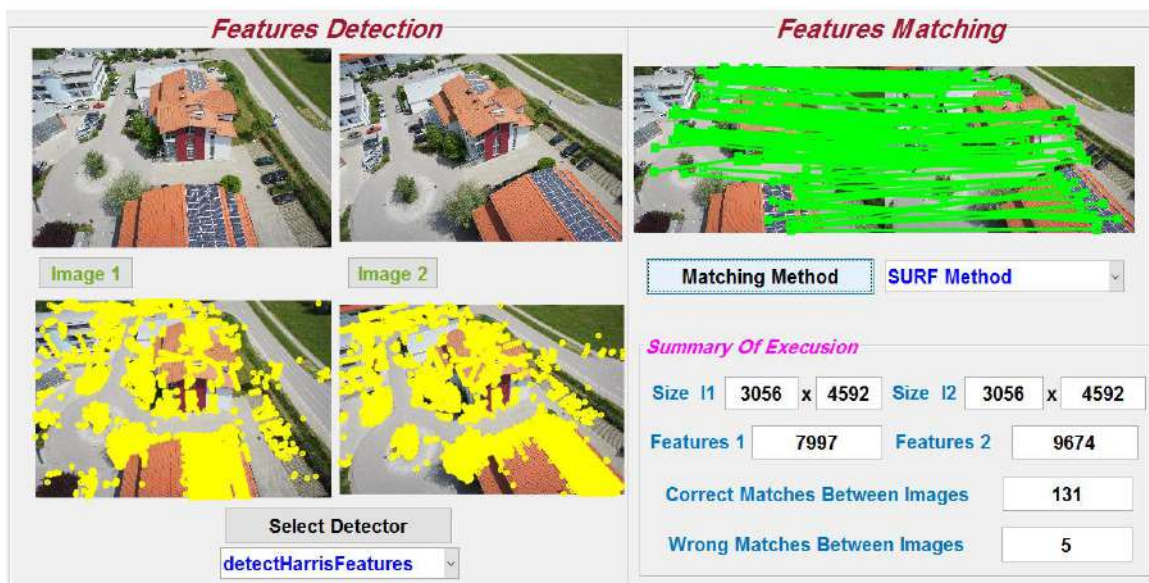 Features Detection
Image 1
Image 2
Select Detector
detectHarrisFeatures
Features Matching
Matching Method
SURF Method
Summary Of Execusion
Size I1 3056 x 4592 Size I2 3056 x 4592
Features 1 7997 Features 2 9674
Correct Matches Between Images 131
Wrong Matches Between Images 5